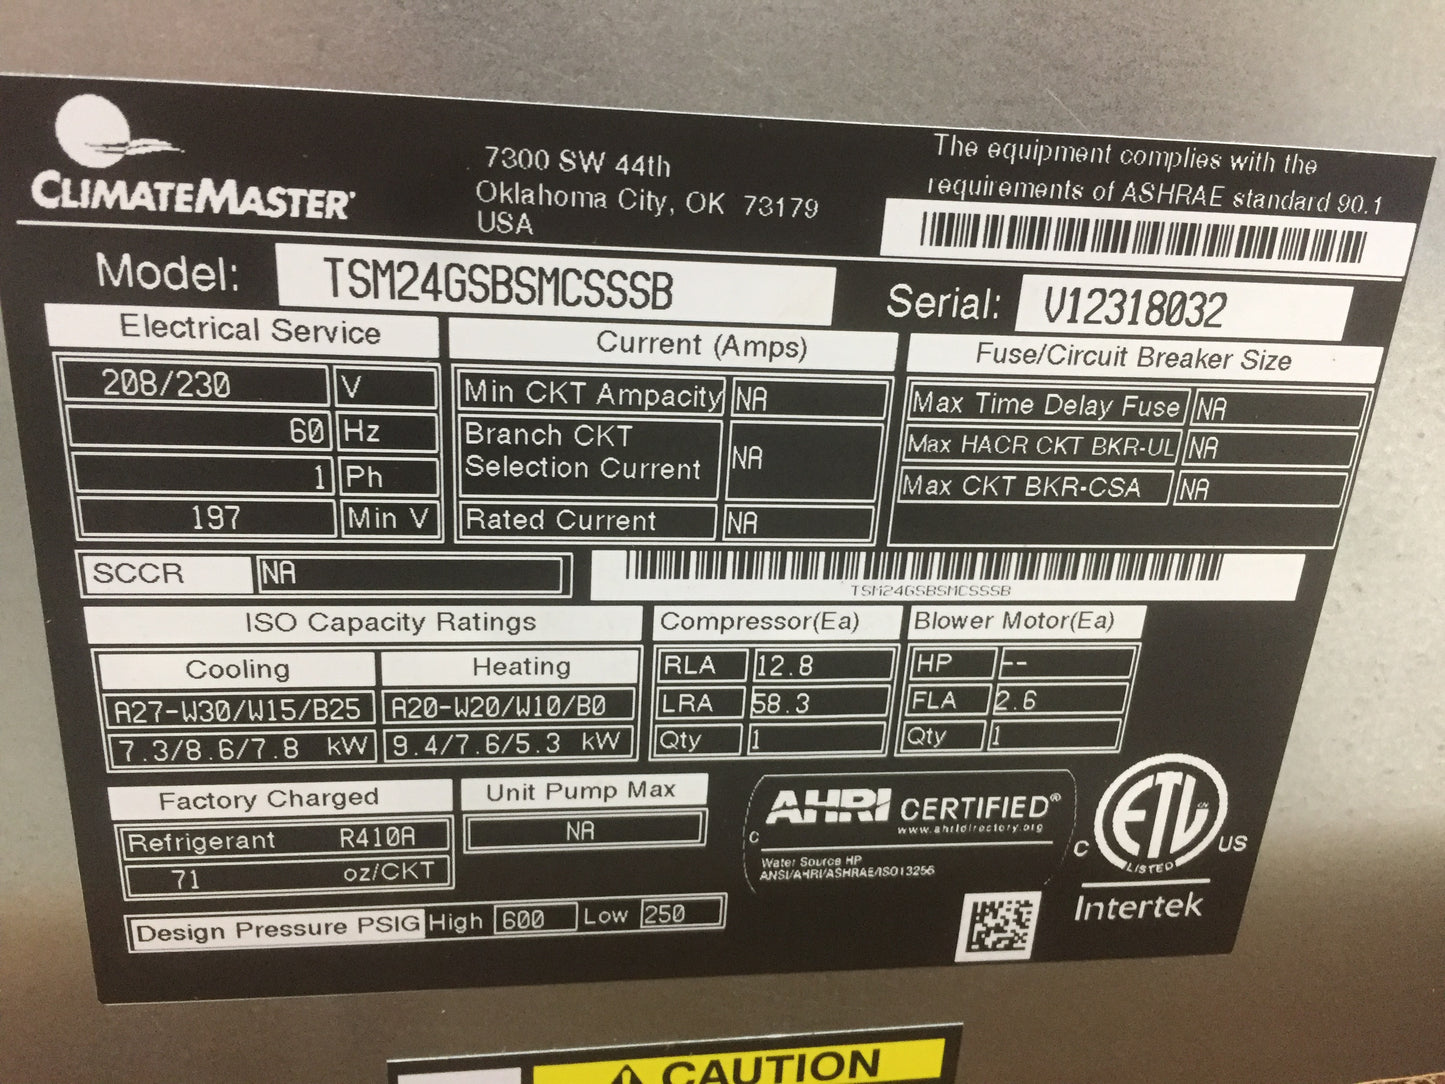 CLIMATEMASTER
7300 SW 44th
Oklahoma City, OK 73179
USA
The equipment complies with the
requirements of ASHRAE standard 90.1
Model: TSM24GSBSMCSSSB
Serial: V12318032
Electrical Service
208/230 V
60 Hz
1 Ph
197 Min V
Current (Amps)
Min CKT Ampacity NA
Branch CKT
Selection Current NA
Rated Current NA
Fuse/Circuit Breaker Size
Max Time Delay Fuse NA
Max HACR CKT BKR-UL NA
Max CKT BKR-CSA NA
SCCR NA
TSM24GSBSMCSSSB
ISO Capacity Ratings
Cooling Heating
A27-W30/W15/B25 A20-W20/W10/B0
7.3/8.6/7.8 kW 9.4/7.6/5.3 kW
Compressor(Ea)
RLA 12.8
LRA 58.3
Qty 1
Blower Motor(Ea)
HP --
FLA 2.6
Qty 1
Factory Charged
Refrigerant R410A
71 oz/CKT
Unit Pump Max
NA
Design Pressure PSIG High 600 Low 250
C AHRI CERTIFIED®
www.ahridirectory.org
Water Source HP
ANSI/AHRI/ASHRAE/ISO13256
C ETL CM US
LISTED
Intertek
CAUTION